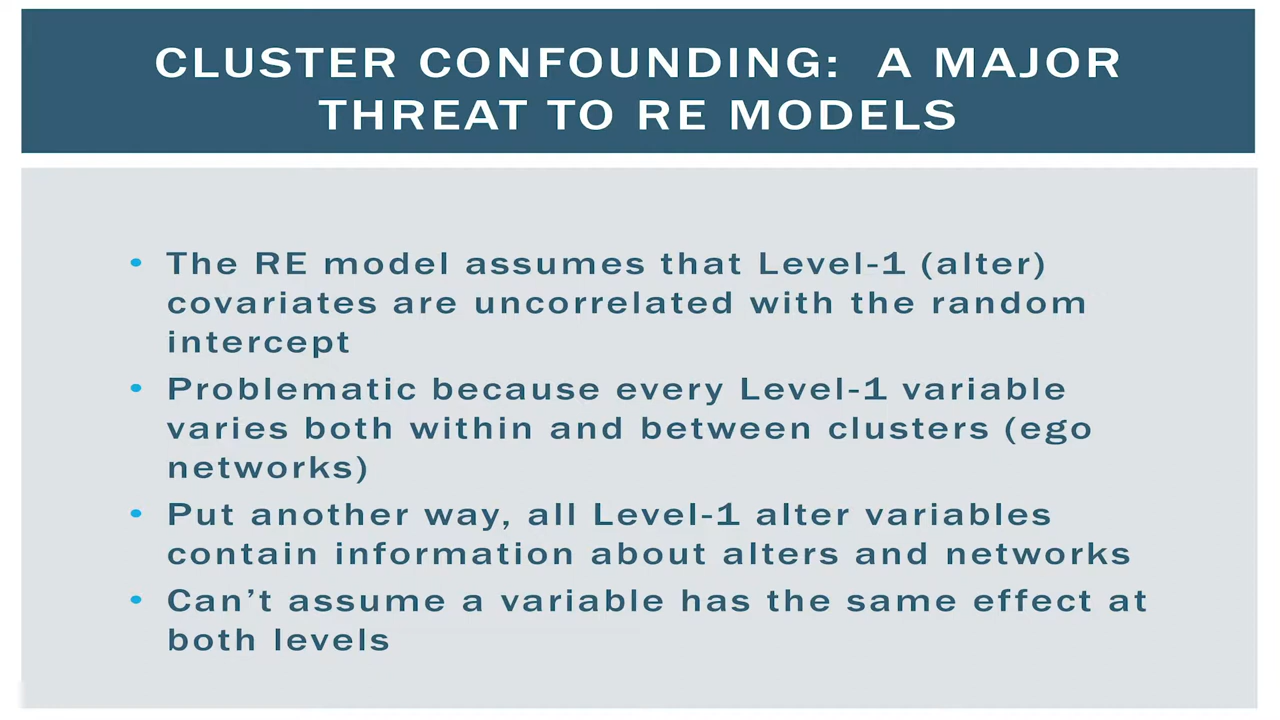 CLUSTER CONFOUNDING: A MAJOR
THREAT TO RE MODELS
• The RE model assumes that Level-1 (alter)
covariates are uncorrelated with the random
intercept
• Problematic because every Level-1 variable
varies both within and between clusters (ego
networks)
• Put another way, all Level-1 alter variables
contain information about alters and networks
• Can't assume a variable has the same effect at
both levels